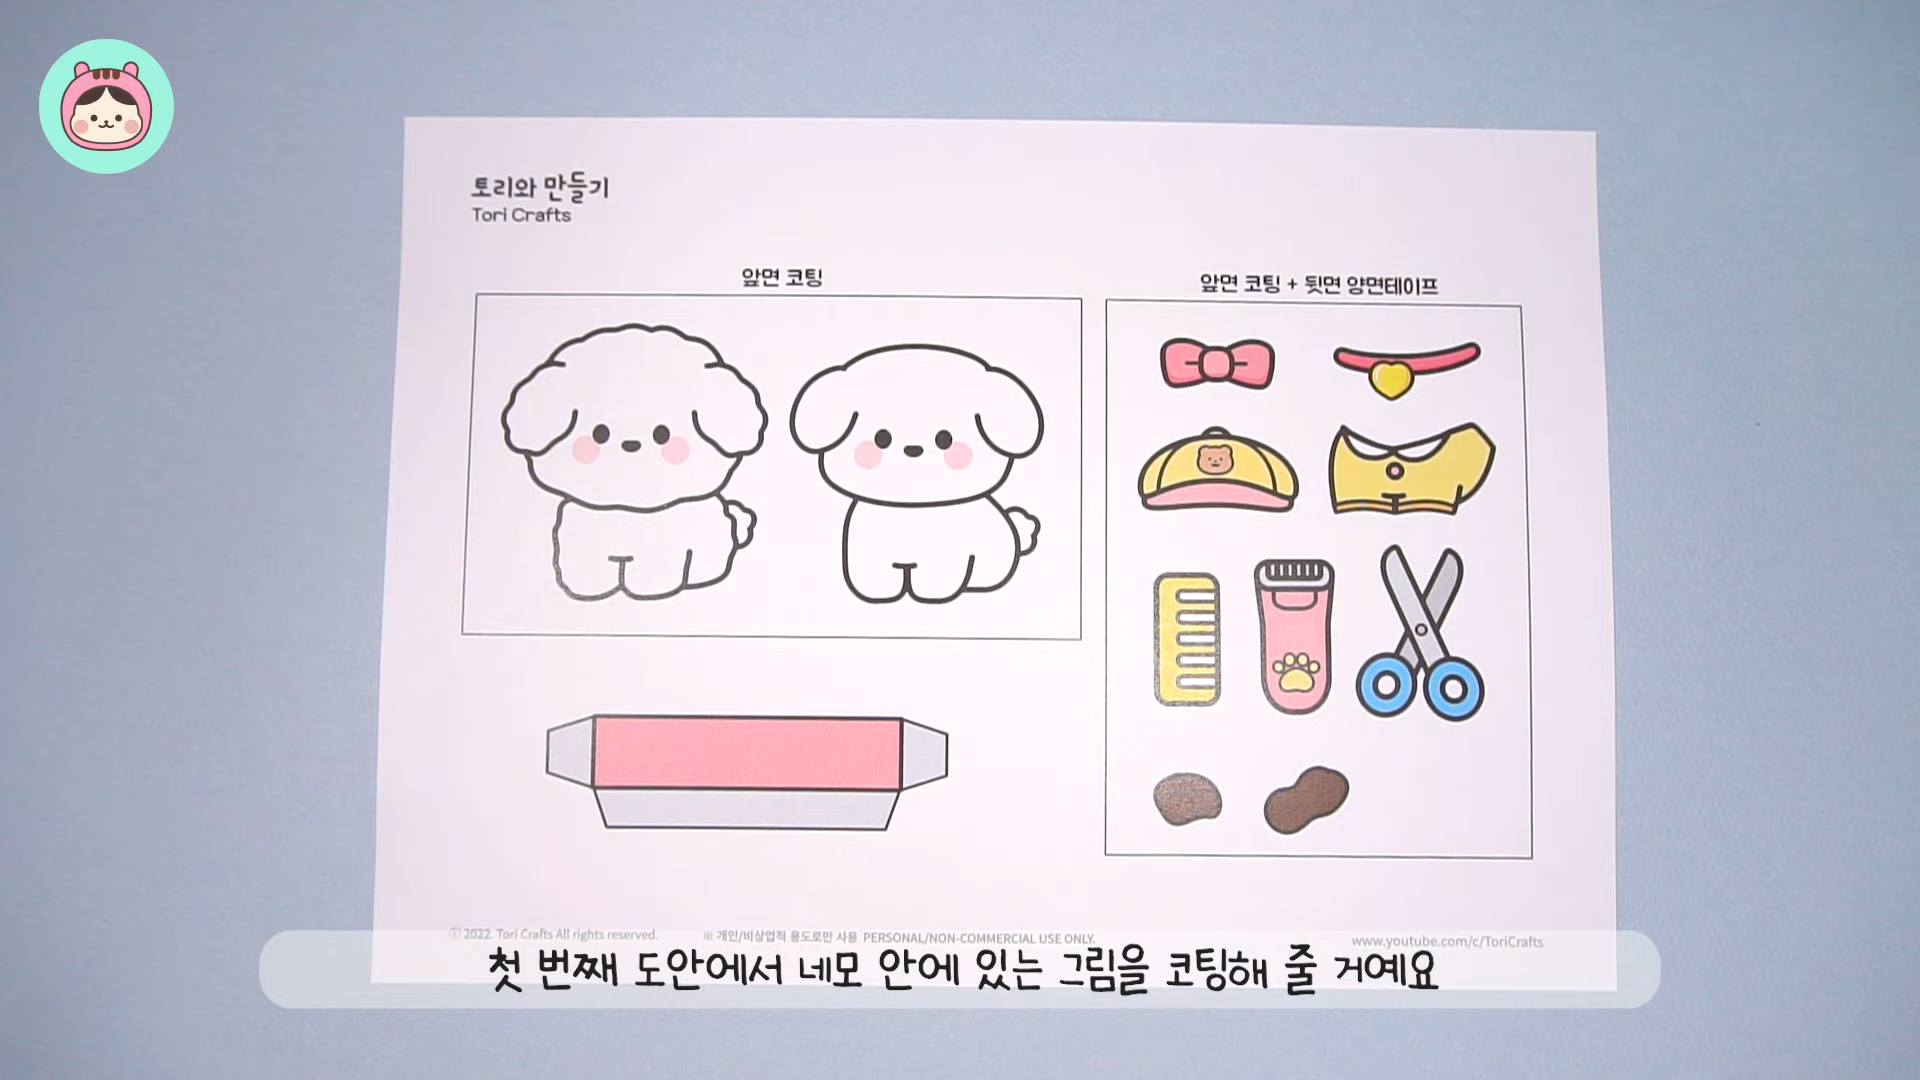 토리와 만들기
Tori Crafts
앞면 코팅
앞면 코팅 + 뒷면 양면테이프
ⓒ 2022. Tori Crafts All rights reserved.
※ 개인/비상업적 용도로만 사용 PERSONAL/NON-COMMERCIAL USE ONLY.
www.youtube.com/c/ToriCrafts
첫 번째 도안에서 네모 안에 있는 그림을 코팅해 줄 거예요